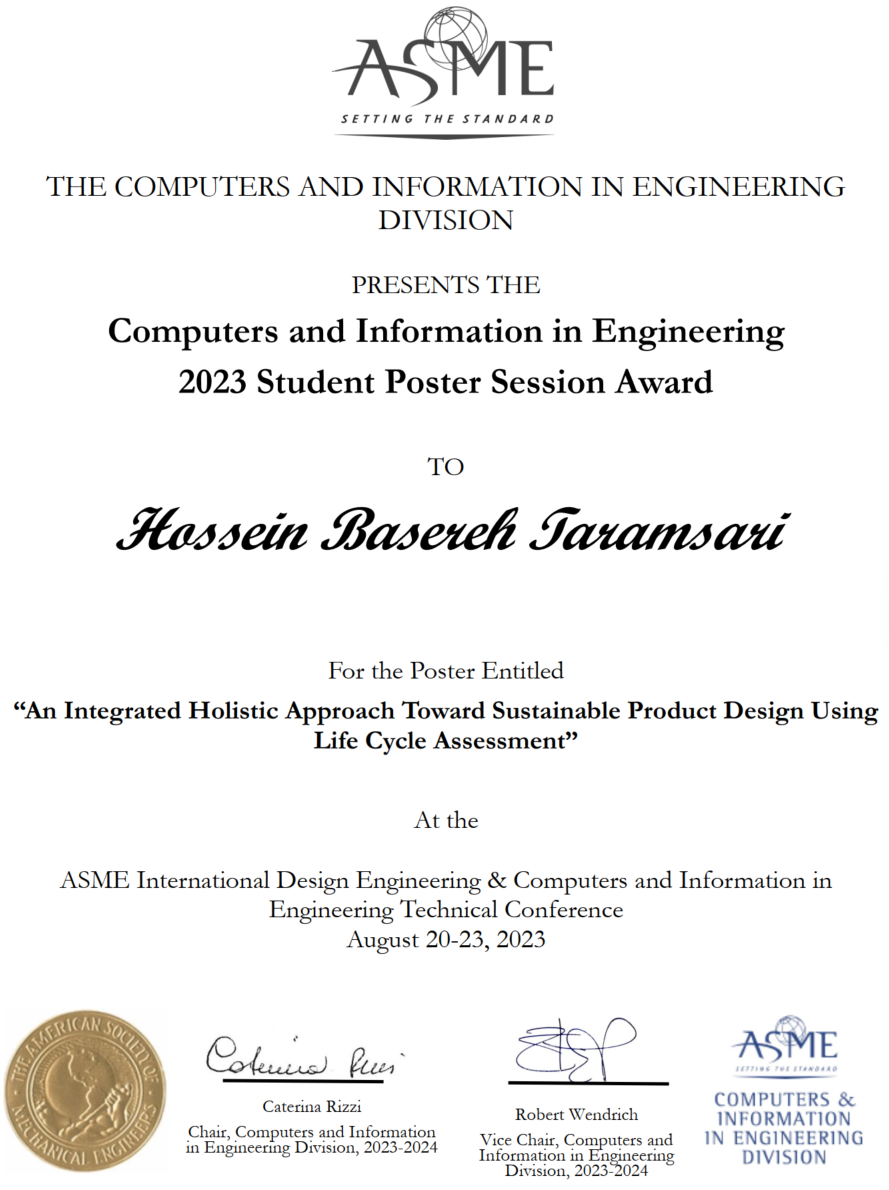 ASME
SETTING THE STANDARD
THE COMPUTERS AND INFORMATION IN ENGINEERING
DIVISION
PRESENTS THE
Computers and Information in Engineering
2023 Student Poster Session Award
TO
Hossein Basereh Taramsari
For the Poster Entitled
“An Integrated Holistic Approach Toward Sustainable Product Design Using
Life Cycle Assessment”
At the
ASME International Design Engineering & Computers and Information in
Engineering Technical Conference
August 20-23, 2023
THE AMERICAN SOCIETY OF
MECHANICAL ENGINEERS
Caterina Rizzi
Caterina Rizzi
Chair, Computers and Information
in Engineering Division, 2023-2024
Robert Wendrich
Vice Chair, Computers and
Information in Engineering
Division, 2023-2024
ASME
SETTING THE STANDARD
COMPUTERS &
INFORMATION
IN ENGINEERING
DIVISION